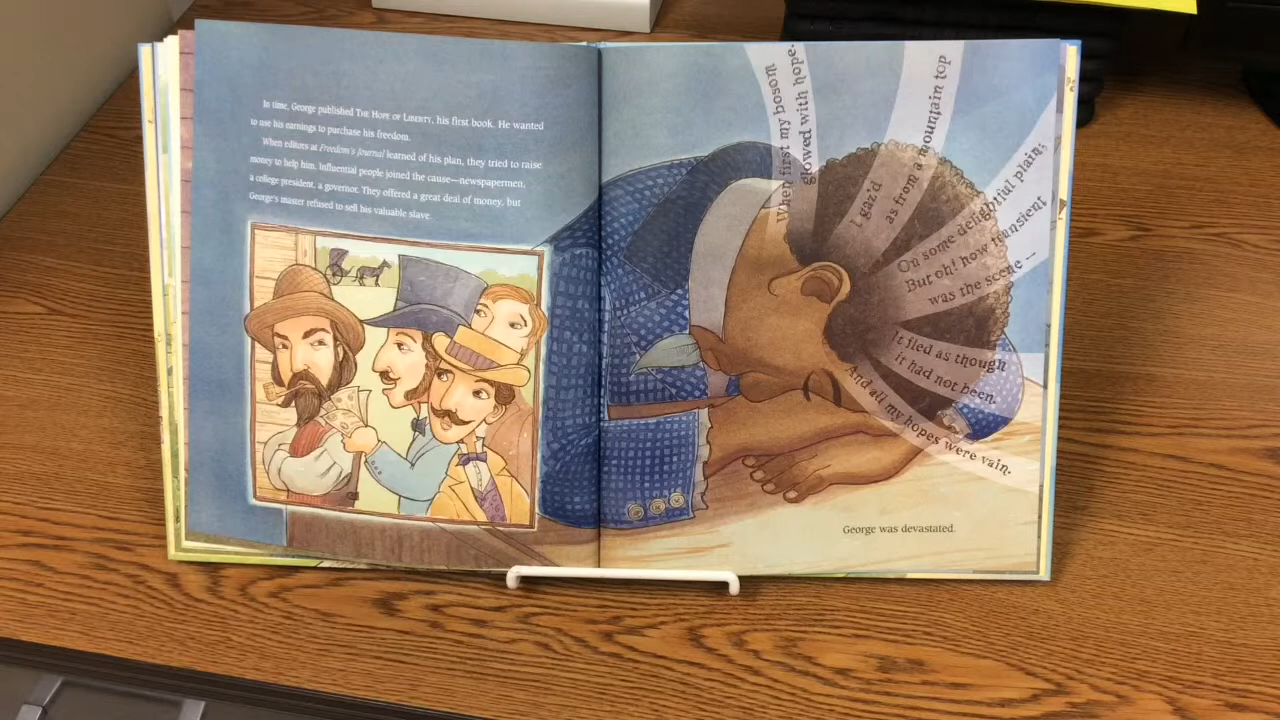 In time, George published THE HOPE OF LIBERTY, his first book. He wanted
to use his earnings to purchase his freedom.
When editors at Freedom's Journal learned of his plan, they tried to raise
money to help him. Influential people joined the cause—newspapermen,
a college president, a governor. They offered a great deal of money, but
George's master refused to sell his valuable slave.
When first my bosom
glowed with hope.
I gaz'd
as from a mountain top
On some delightful plain;
But oh! how transient
was the scene —
It fled as though
it had not been.
And all my hopes were vain.
George was devastated.